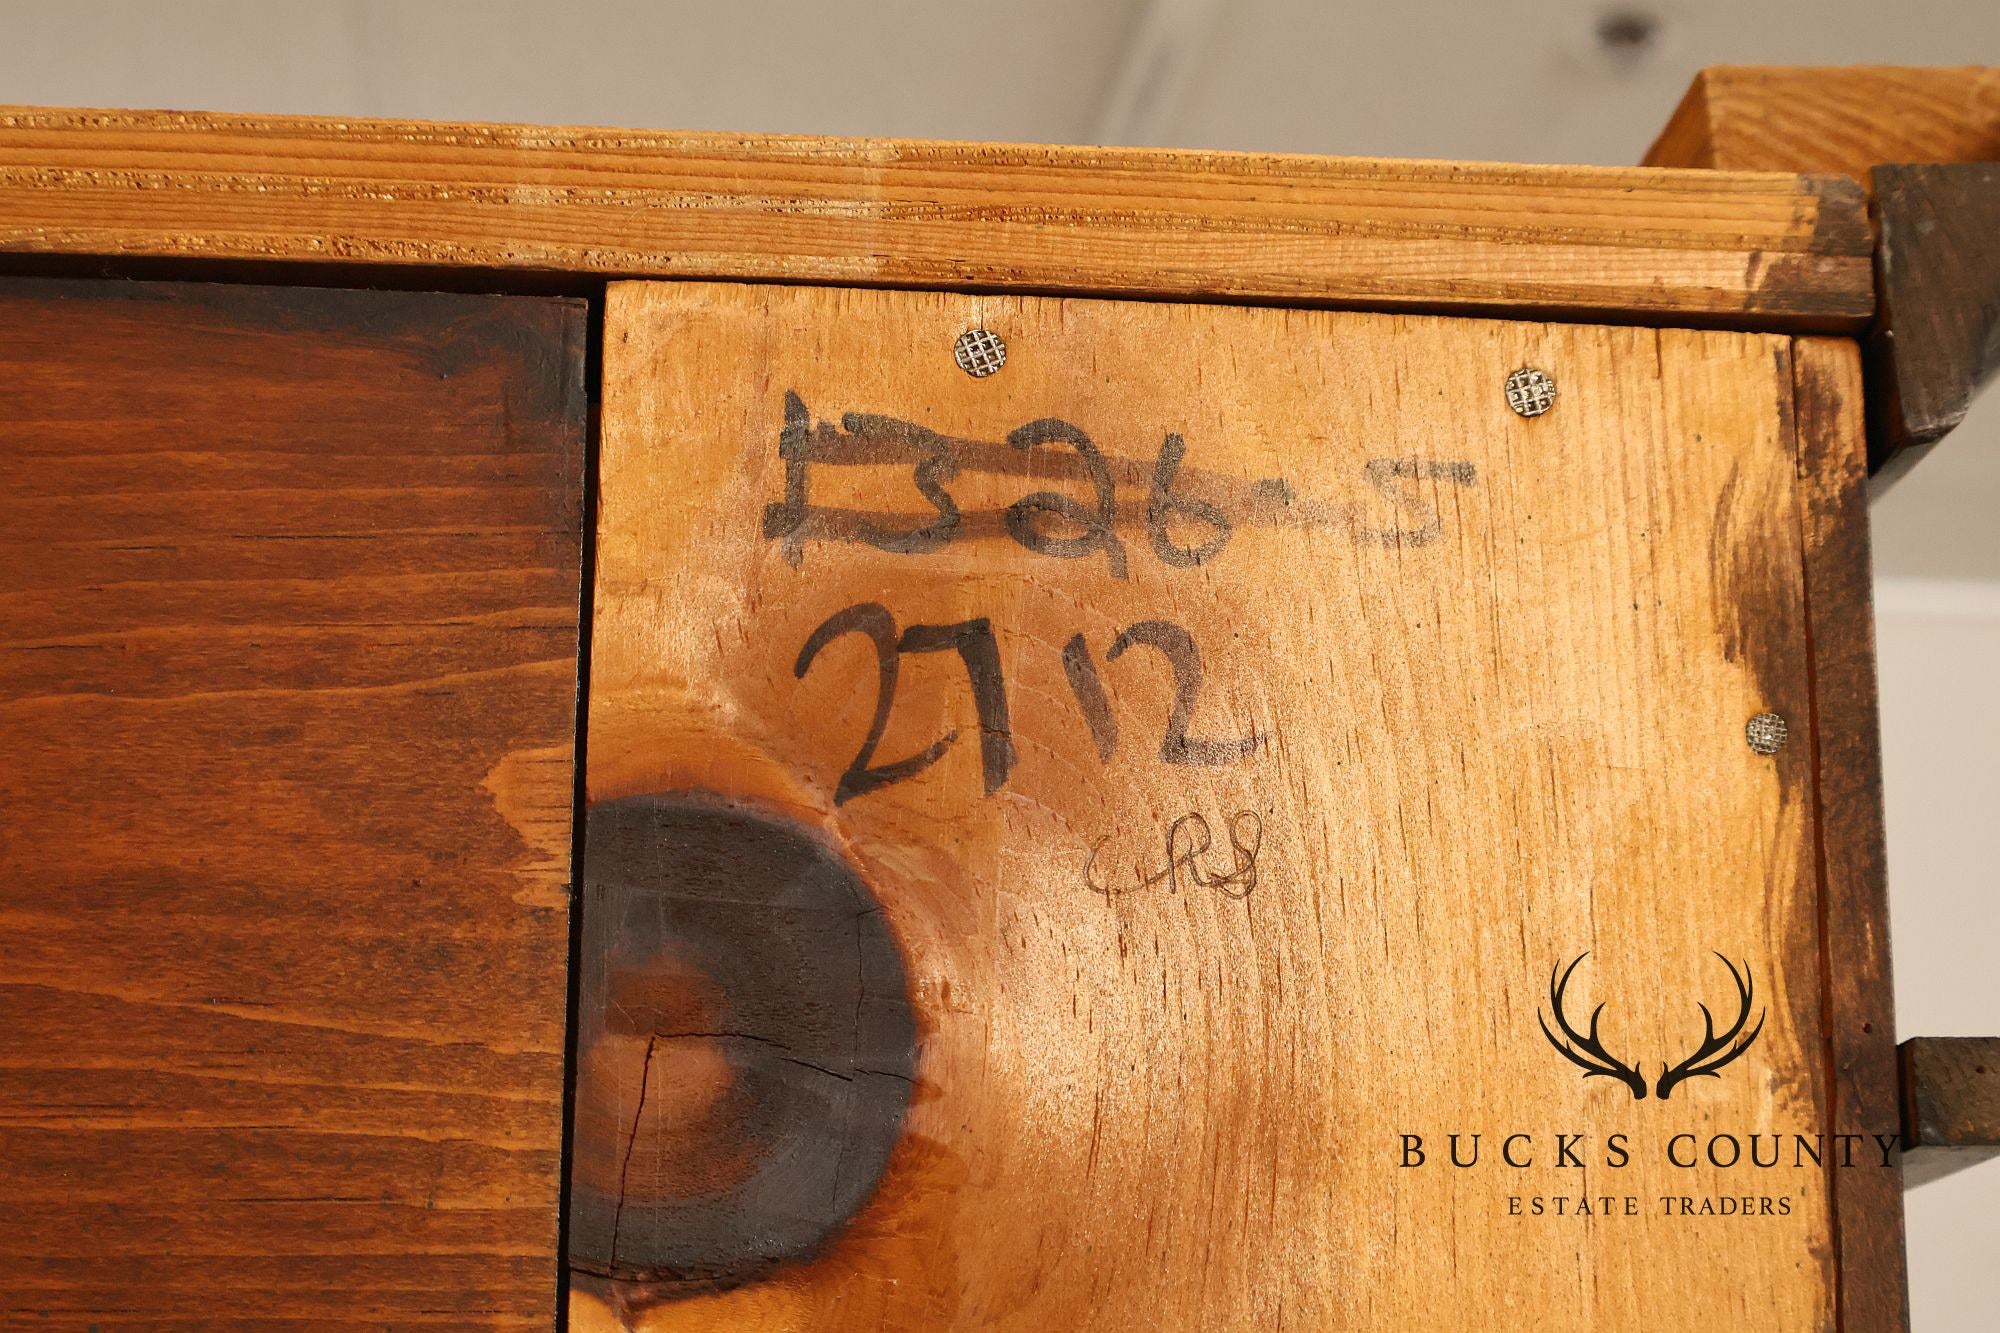 1326-5
2712
CRS
BUCKS COUNTY
ESTATE TRADERS